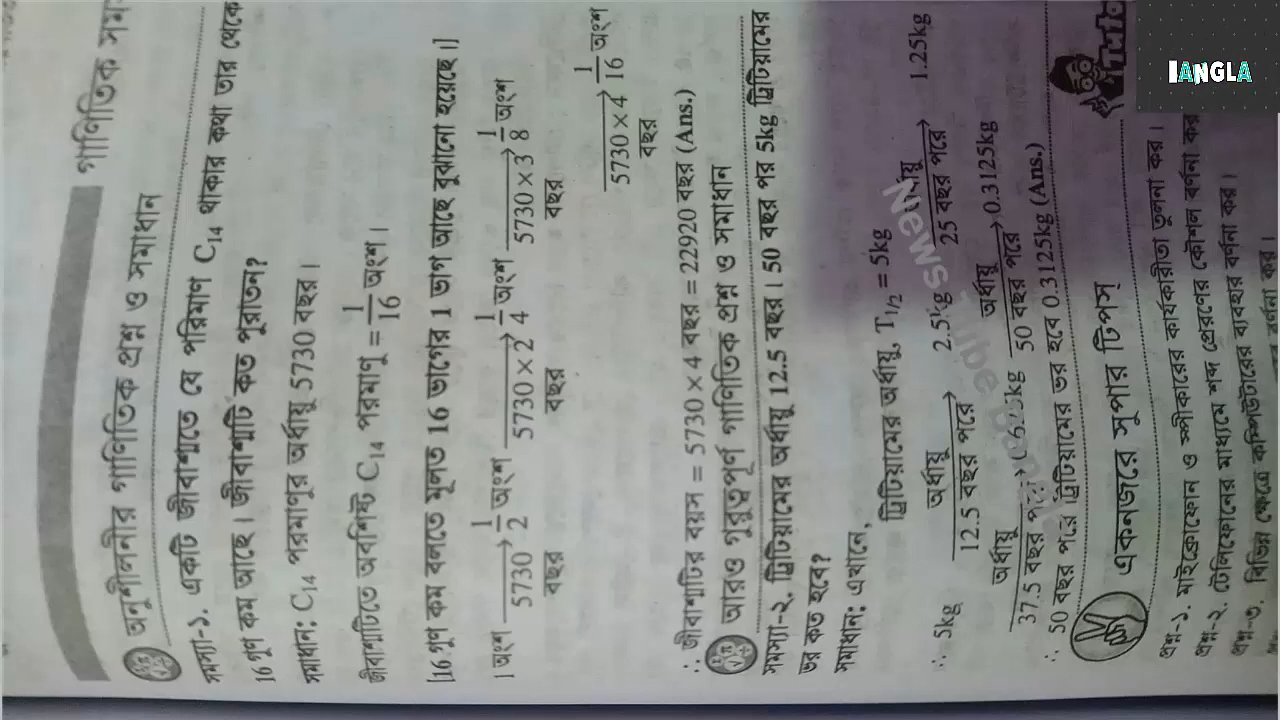 গাণিতিক সম
অনুশীলনীর গাণিতিক প্রশ্ন ও সমাধান
সমস্যা-১. একটি জীবাশ্মতে যে পরিমাণ C₁₄ থাকার কথা তার থেকে
16 গুণ কম আছে। জীবাশ্মটি কত পুরাতন?
সমাধান: C₁₄ পরমাণুর অর্ধায়ু 5730 বছর।
জীবাশ্মটিতে অবশিষ্ট C₁₄ পরমাণু = 1/16 অংশ।
[16 গুণ কম বলতে মূলত 16 ভাগের 1 ভাগ আছে বুঝানো হয়েছে।]
1 অংশ → 5730 বছর 1/2 অংশ → 5730 × 2 বছর 1/4 অংশ → 5730 × 3 বছর 1/8 অংশ
→ 5730 × 4 বছর 1/16 অংশ
∴ জীবাশ্মটির বয়স = 5730 × 4 বছর = 22920 বছর (Ans.)
আরও গুরুত্বপূর্ণ গাণিতিক প্রশ্ন ও সমাধান
সমস্যা-২. ট্রিটিয়ামের অর্ধায়ু 12.5 বছর। 50 বছর পর 5kg ট্রিটিয়ামের
ভর কত হবে?
সমাধান: এখানে,
ট্রিটিয়ামের অর্ধায়ু, T₁/₂ = 5kg
∴ 5kg অর্ধায়ু → 12.5 বছর পরে 2.5kg → 25 বছর পরে 1.25kg
অর্ধায়ু → 37.5 বছর পরে অর্ধায়ু → 50 বছর পরে 0.3125kg
∴ 50 বছর পরে ট্রিটিয়ামের ভর হবে 0.3125kg (Ans.)
একনজরে সুপার টিপস্
প্রশ্ন-১. মাইক্রোফোন ও স্পীকারের কার্যকারীতা তুলনা কর।
প্রশ্ন-২. টেলিফোনের মাধ্যমে শব্দ প্রেরণের কৌশল বর্ণনা কর
প্রশ্ন-৩. বিভিন্ন ক্ষেত্রে কম্পিউটারের ব্যবহার বর্ণনা কর।
বর্ণনা কর।
News Tube Bangla
BANGLA